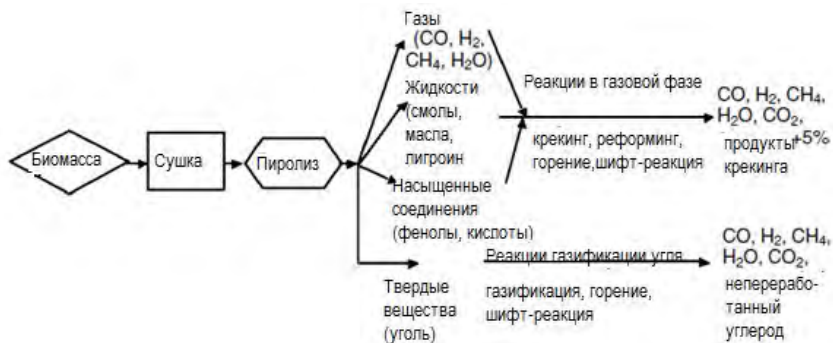 Газы
(CO, H2,
CH4, H2O)
Жидкости
(смолы,
масла,
лигроин
Насыщенные
соединения
(фенолы, кислоты)
Биомасса
Сушка
Пиролиз
Реакции в газовой фазе
крекинг, реформинг,
горение,шифт-реакция
CO, H2, CH4,
H2O, CO2,
+5%
продукты
крекинга
Твердые
вещества
(уголь)
Реакции газификации угля
газификация, горение,
шифт-реакция
CO, H2, CH4,
H2O, CO2,
непереработанный
углерод